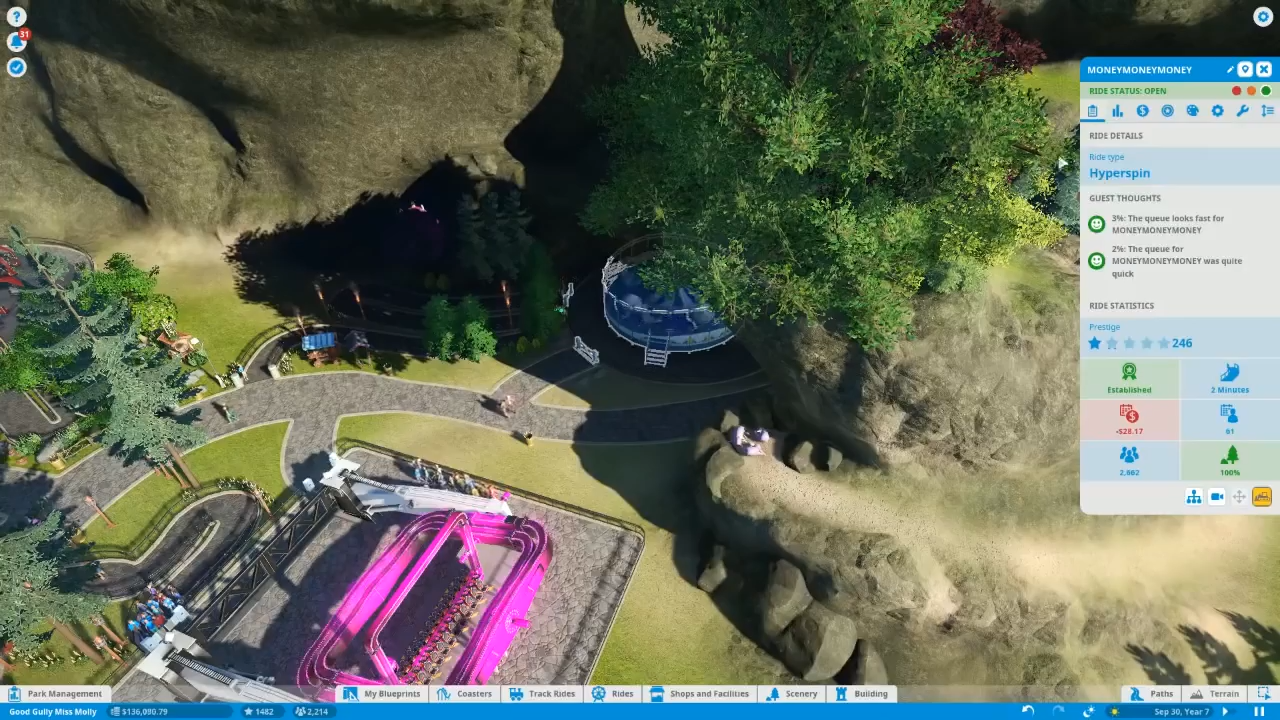 ?
31
MONEYMONEYMONEY
RIDE STATUS: OPEN
RIDE DETAILS
Ride type
Hyperspin
GUEST THOUGHTS
3%: The queue looks fast for
MONEYMONEYMONEY
2%: The queue for
MONEYMONEYMONEY was quite
quick
RIDE STATISTICS
Prestige
246
Established
2 Minutes
-$28.17
61
2,662
100%
Park Management
My Blueprints
Coasters
Track Rides
Rides
Shops and Facilities
Scenery
Building
Paths
Terrain
Good Gully Miss Molly
$136,080.79
1482
2,214
Sep 30, Year 7